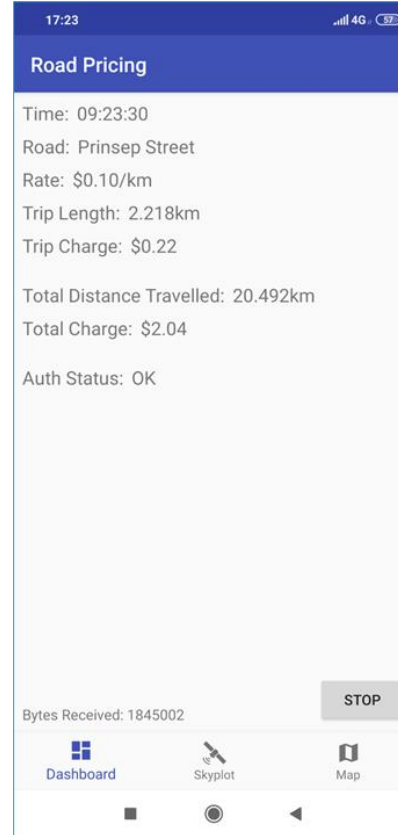 17:23
4G 57
Road Pricing
Time: 09:23:30
Road: Prinsep Street
Rate: $0.10/km
Trip Length: 2.218km
Trip Charge: $0.22
Total Distance Travelled: 20.492km
Total Charge: $2.04
Auth Status: OK
STOP
Bytes Received: 1845002
Dashboard
Skyplot
Map